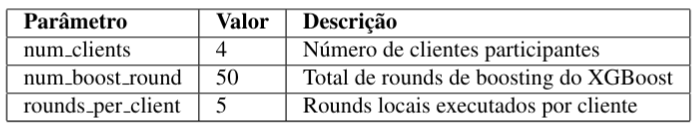 Parâmetro Valor Descrição
num_clients 4 Número de clientes participantes
num_boost_round 50 Total de rounds de boosting do XGBoost
rounds_per_client 5 Rounds locais executados por cliente